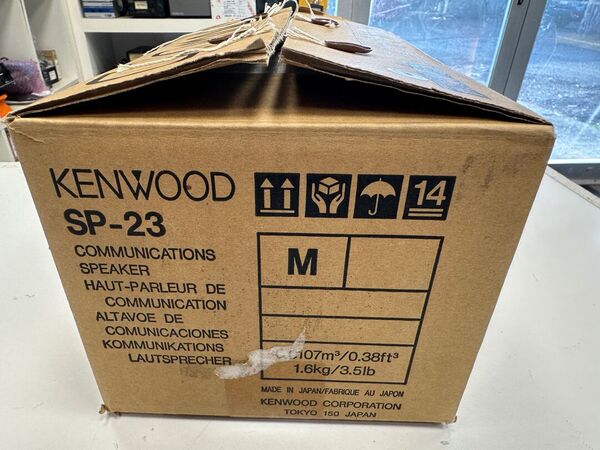 KENWOOD
SP-23
COMMUNICATIONS
SPEAKER
HAUT-PARLEUR DE
COMMUNICATION
ALTAVOE DE
COMUNICACIONES
KOMMUNIKATIONS
LAUTSPRECHER
14
M
107m³/0.38ft³
1.6kg/3.5lb
MADE IN JAPAN/FABRIQUE AU JAPON
KENWOOD CORPORATION
TOKYO 150 JAPAN